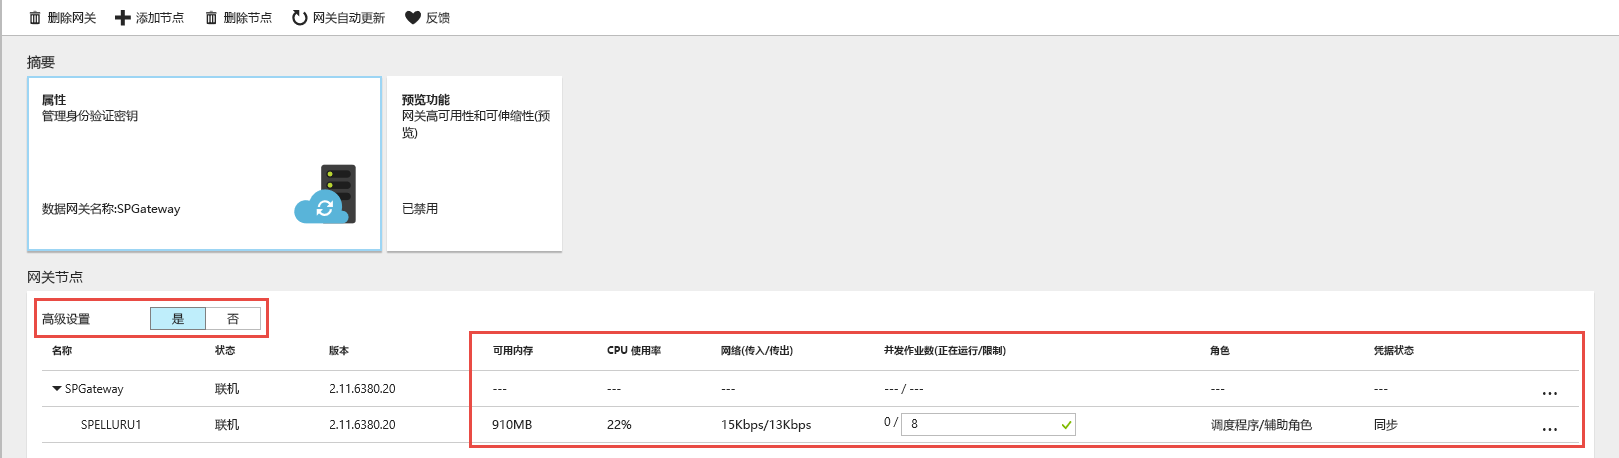 删除网关 添加节点 删除节点 网关自动更新 反馈
摘要
属性
管理身份验证密钥
数据网关名称:SPGateway
预览功能
网关高可用性和可伸缩性(预
览)
已禁用
网关节点
高级设置 是 否
名称 状态 版本 可用内存 CPU 使用率 网络(传入/传出) 并发作业数(正在运行/限制) 角色 凭据状态
SPGateway 联机 2.11.6380.20 --- --- --- --- / --- --- --- ...
SPELLURU1 联机 2.11.6380.20 910MB 22% 15Kbps/13Kbps 0 / 8 调度程序/辅助角色 同步 ...